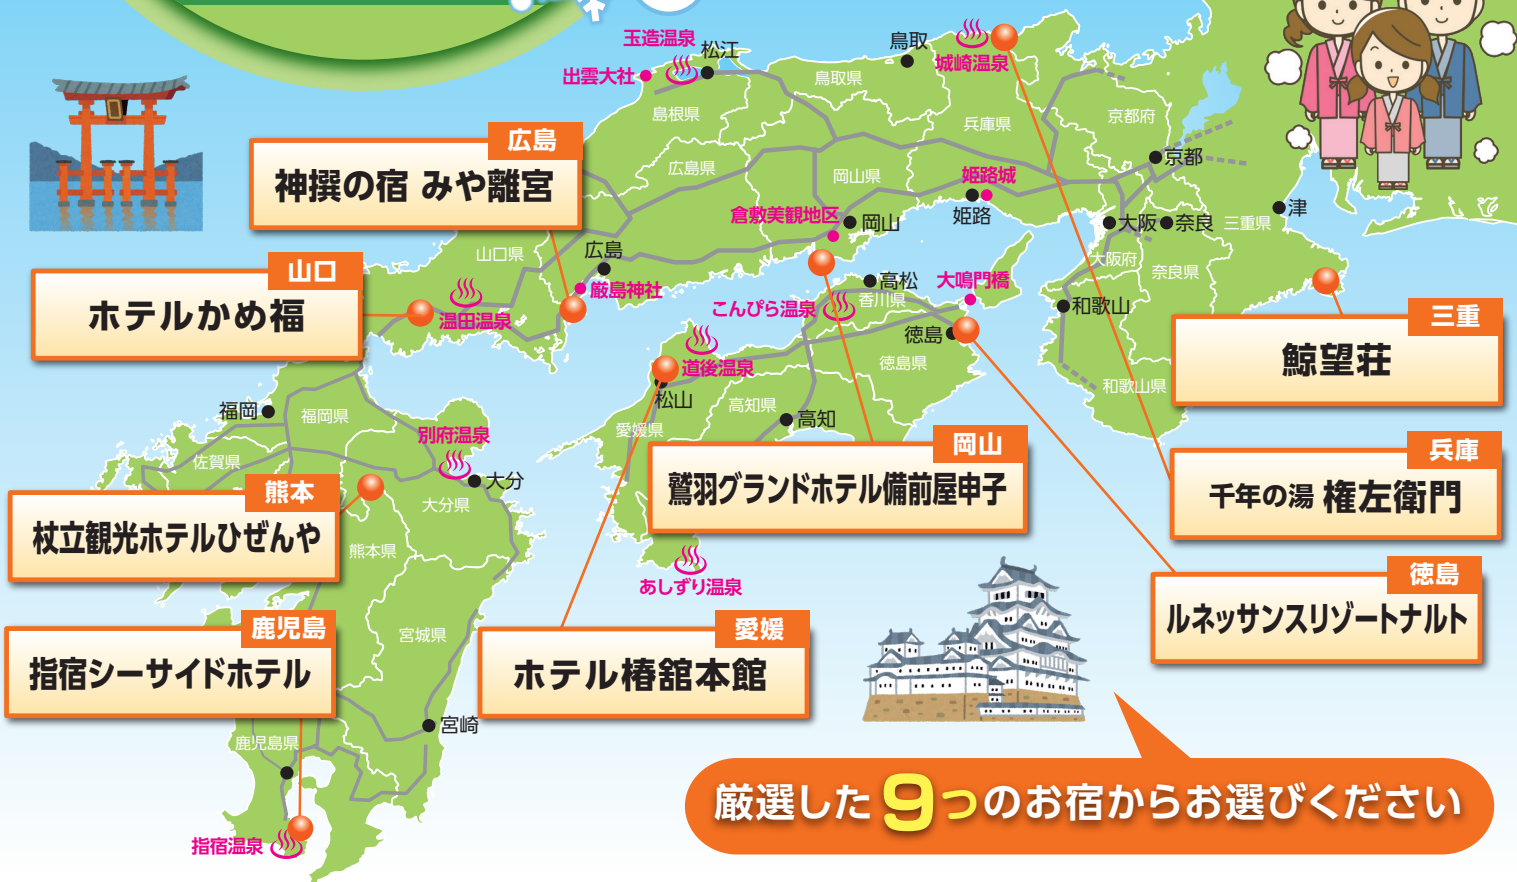 玉造温泉
松江
出雲大社
島根県
鳥取
鳥取県
城崎温泉
兵庫県
京都府
京都
広島
神撰の宿 みや離宮
広島県
岡山県
姫路城
姫路
倉敷美観地区
岡山
大阪
奈良
三重県
津
大阪府
奈良県
山口県
広島
厳島神社
山口
ホテルかめ福
温田温泉
高松
香川県
こんぴら温泉
大鳴門橋
徳島
徳島県
和歌山
和歌山県
三重
鯨望荘
道後温泉
松山
愛媛県
高知県
高知
福岡
福岡県
佐賀県
別府温泉
大分
大分県
岡山
鷲羽グランドホテル備前屋甲子
兵庫
千年の湯 権左衛門
熊本
杖立観光ホテルひぜんや
熊本県
あしずり温泉
徳島
ルネッサンスリゾートナルト
鹿児島
指宿シーサイドホテル
宮城県
愛媛
ホテル椿舘本館
宮崎
鹿児島県
指宿温泉
厳選した9つのお宿からお選びください